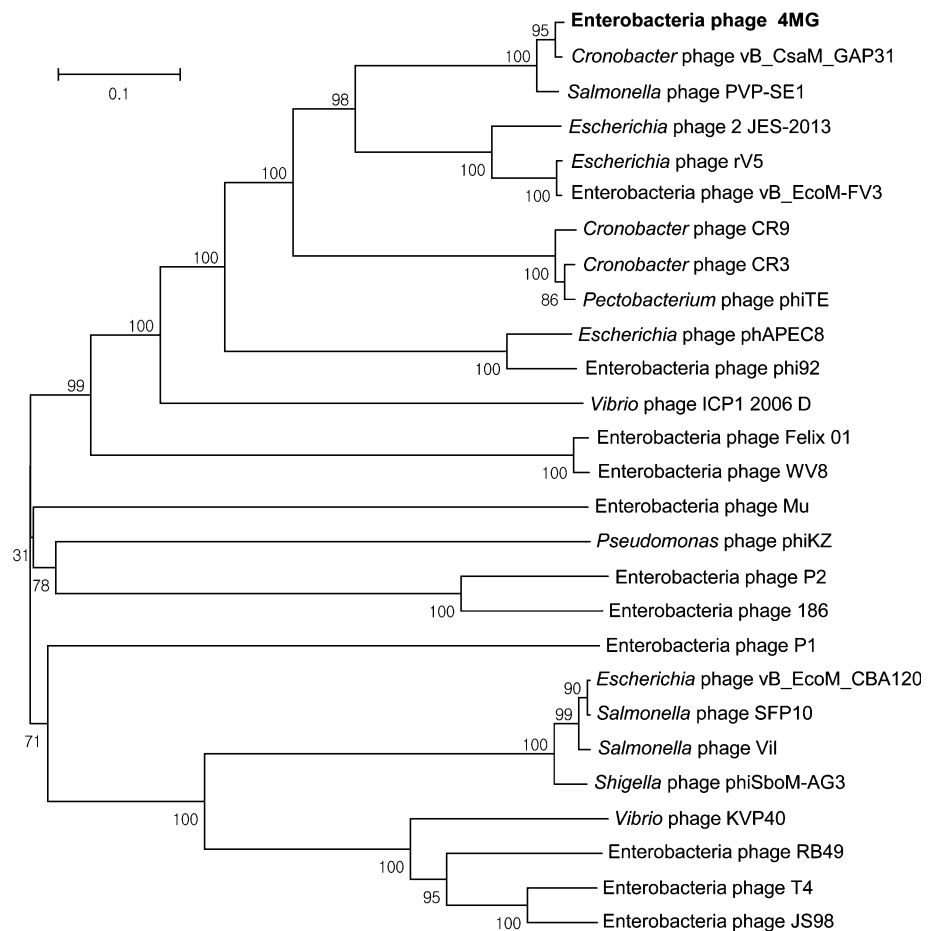 Enterobacteria phage 4MG
95
100
Cronobacter phage vB_CsaM_GAP31
0.1
Salmonella phage PVP-SE1
98
Escherichia phage 2 JES-2013
Escherichia phage rV5
100
100
Enterobacteria phage vB_EcoM-FV3
100
Cronobacter phage CR9
100
Cronobacter phage CR3
100
86
Pectobacterium phage phiTE
100
Escherichia phage phAPEC8
100
Enterobacteria phage phi92
99
Vibrio phage ICP1 2006 D
Enterobacteria phage Felix 01
100
Enterobacteria phage WV8
Enterobacteria phage Mu
31
Pseudomonas phage phiKZ
78
Enterobacteria phage P2
100
Enterobacteria phage 186
Enterobacteria phage P1
Escherichia phage vB_EcoM_CBA120
90
99
Salmonella phage SFP10
71
100
Salmonella phage ViI
Shigella phage phiSboM-AG3
100
Vibrio phage KVP40
100
Enterobacteria phage RB49
95
Enterobacteria phage T4
100
Enterobacteria phage JS98